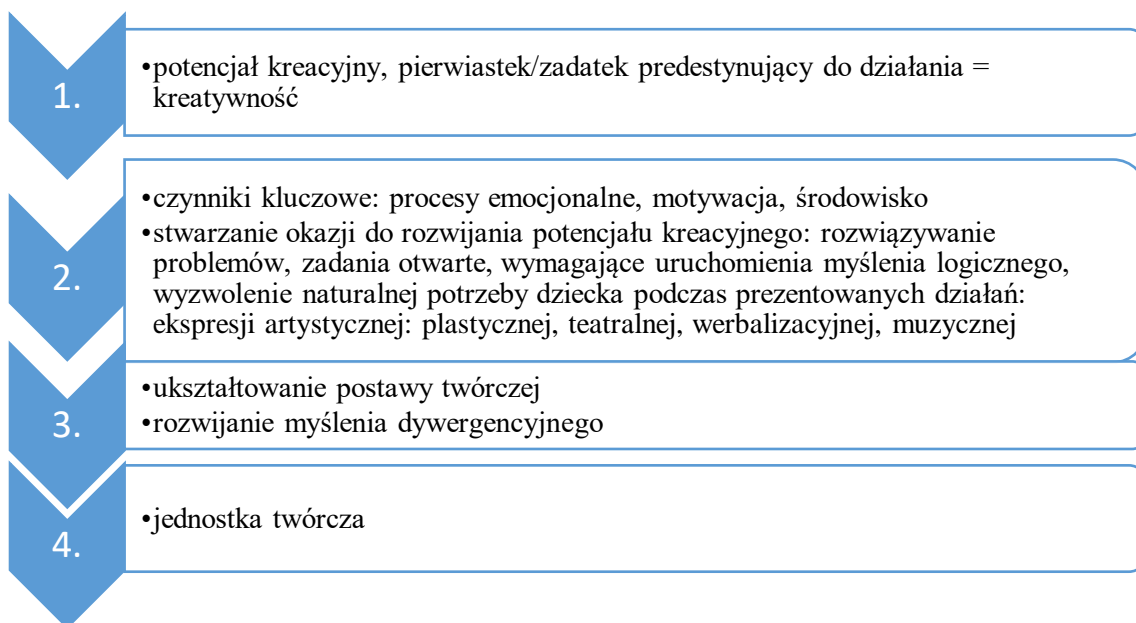 1.
•potencjał kreacyjny, pierwiastek/zadatek predestynujący do działania =
kreatywność
2.
•czynniki kluczowe: procesy emocjonalne, motywacja, środowisko
•stwarzanie okazji do rozwijania potencjału kreacyjnego: rozwiązywanie
problemów, zadania otwarte, wymagające uruchomienia myślenia logicznego,
wyzwolenie naturalnej potrzeby dziecka podczas prezentowanych działań:
ekspresji artystycznej: plastycznej, teatralnej, werbalizacyjnej, muzycznej
3.
•ukształtowanie postawy twórczej
•rozwijanie myślenia dywergencyjnego
4.
•jednostka twórcza